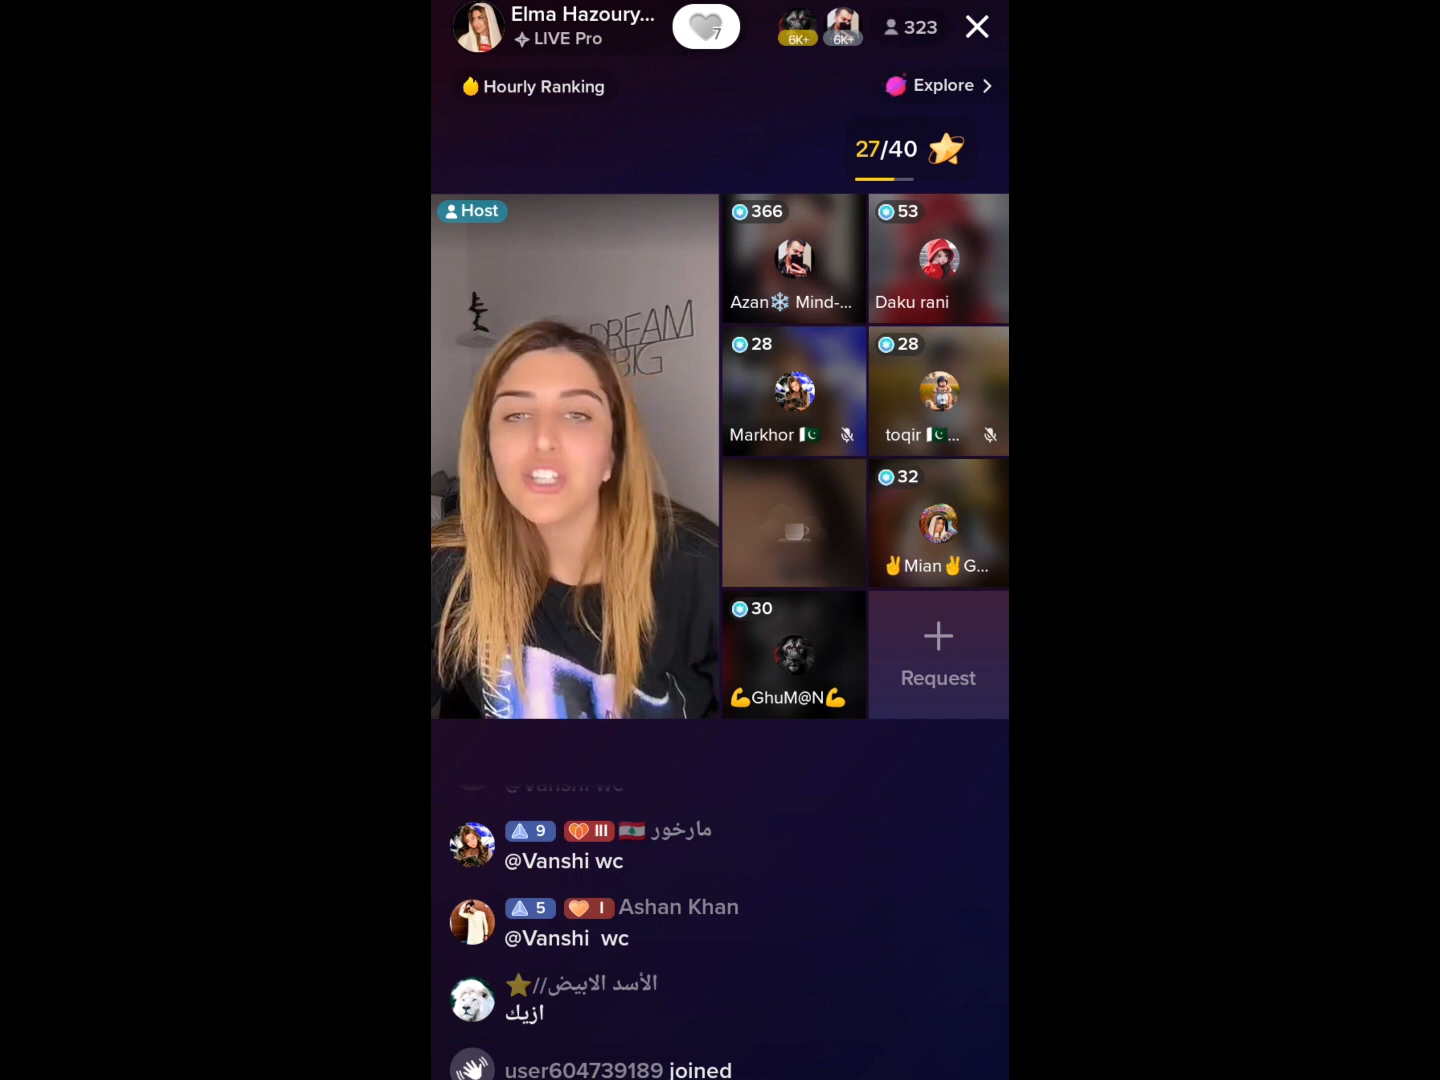 Elma Hazoury...
LIVE Pro
7
6K+
6K+
323
Hourly Ranking
Explore
27/40
Host
366
53
DREAM
BIG
Azan❄️ Mind-...
Daku rani
28
28
Markhor 🇵🇰
toqir 🇵🇰...
32
✌️Mian✌️G...
30
💪GhuM@N💪
Request
@Vanshi wc
9 III 🇱🇧 مارخور
@Vanshi wc
5 I Ashan Khan
@Vanshi wc
⭐//الأسد الابيض
ازيك
user604739189 joined